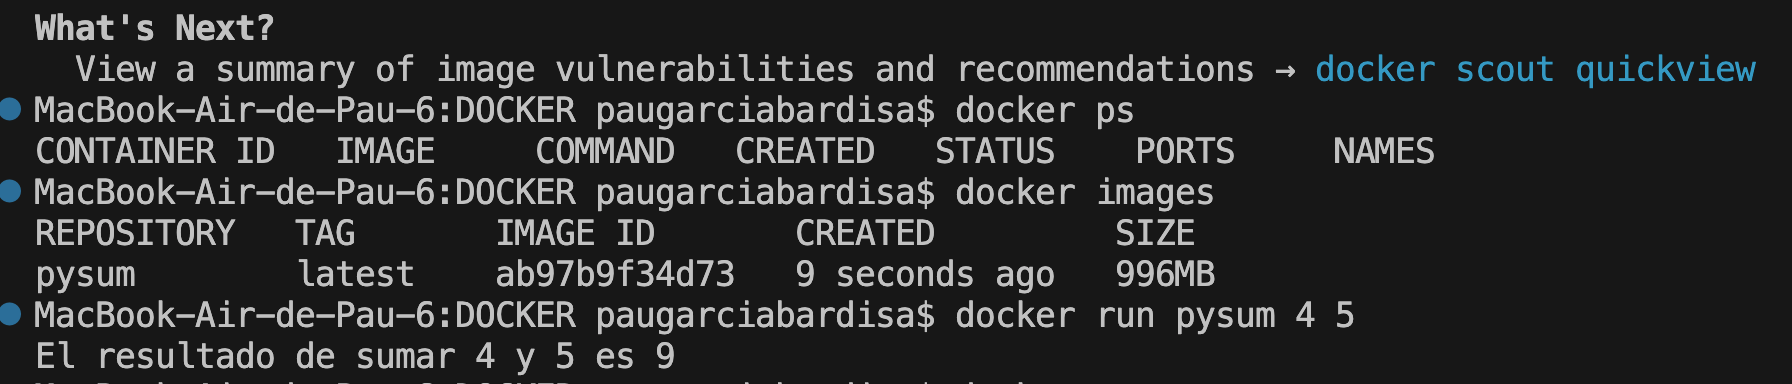 What's Next?
View a summary of image vulnerabilities and recommendations → docker scout quickview
MacBook-Air-de-Pau-6:DOCKER paugarciabardisa$ docker ps
CONTAINER ID IMAGE COMMAND CREATED STATUS PORTS NAMES
MacBook-Air-de-Pau-6:DOCKER paugarciabardisa$ docker images
REPOSITORY TAG IMAGE ID CREATED SIZE
pysum latest ab97b9f34d73 9 seconds ago 996MB
MacBook-Air-de-Pau-6:DOCKER paugarciabardisa$ docker run pysum 4 5
El resultado de sumar 4 y 5 es 9